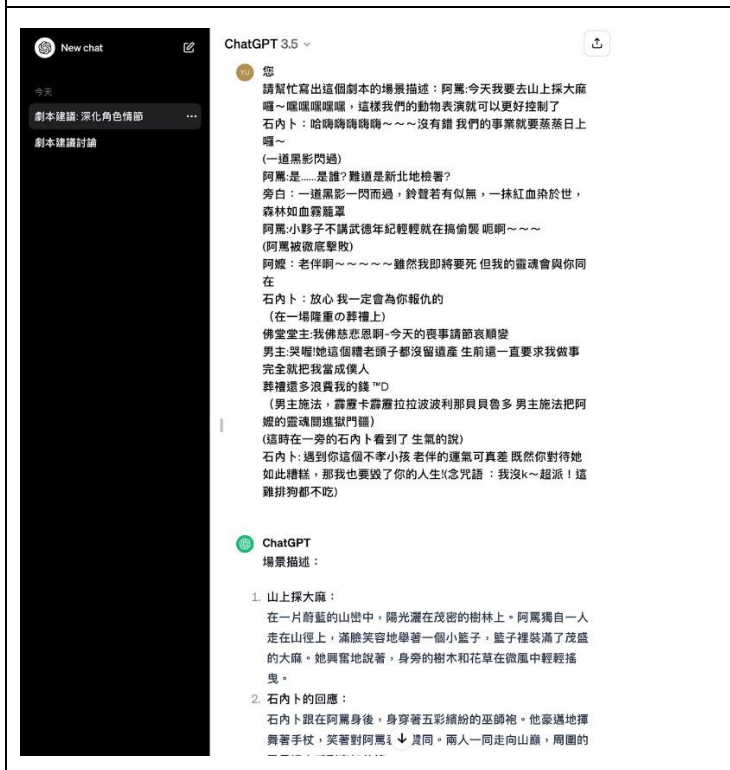 New chat
今天
劇本建議: 深化角色情節
劇本建議討論
ChatGPT 3.5
YU
您
請幫忙寫出這個劇本的場景描述：阿罵:今天我要去山上採大麻
囉～嘿嘿嘿嘿嘿，這樣我們的動物表演就可以更好控制了
石內卜：哈嗨嗨嗨嗨嗨～～～沒有錯 我們的事業就要蒸蒸日上
囉～
(一道黑影閃過)
阿罵:是......是誰? 難道是新北地檢署?
旁白：一道黑影一閃而過，鈴聲若有似無，一抹紅血染於世，
森林如血霧籠罩
阿罵:小夥子不講武德年紀輕輕就在搞偷襲 呃啊～～～
(阿罵被徹底擊敗)
阿嬤：老伴啊～～～～～雖然我即將要死 但我的靈魂會與你同
在
石內卜：放心 我一定會為你報仇的
（在一場隆重の葬禮上）
佛堂堂主:我佛慈悲恩啊~今天的喪事請節哀順變
男主:哭喔!她這個糟老頭子都沒留遺產 生前還一直要求我做事
完全就把我當成僕人
葬禮還多浪費我的錢 ™D
（男主施法，霹靂卡霹靂拉拉波波利那貝貝魯多 男主施法把阿
嬤的靈魂關進獄門疆）
(這時在一旁的石內卜看到了 生氣的說)
石內卜: 遇到你這個不孝小孩 老伴的運氣可真差 既然你對待她
如此糟糕，那我也要毀了你的人生!(念咒語 ：我沒k～超派！這
雞排狗都不吃)
ChatGPT
場景描述：
1. 山上採大麻：
在一片蔚藍的山巒中，陽光灑在茂密的樹林上。阿罵獨自一人
走在山徑上，滿臉笑容地舉著一個小籃子，籃子裡裝滿了茂盛
的大麻。她興奮地說著，身旁的樹木和花草在微風中輕輕搖
曳。
2. 石內卜的回應：
石內卜跟在阿罵身後，身穿著五彩繽紛的巫師袍。他豪邁地揮
舞著手杖，笑著對阿罵 贊同。兩人一同走向山巔，周圍的